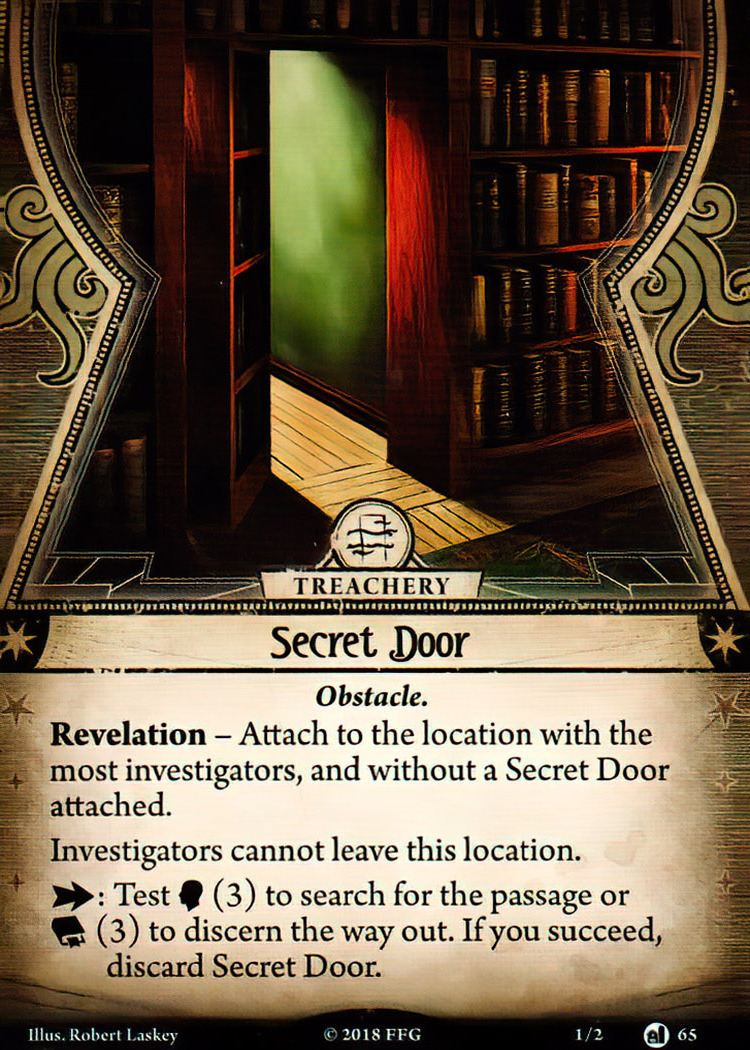 TREACHERY
Secret Door
Obstacle.
Revelation – Attach to the location with the
most investigators, and without a Secret Door
attached.
Investigators cannot leave this location.
: Test (3) to search for the passage or
(3) to discern the way out. If you succeed,
discard Secret Door.
Illus. Robert Laskey © 2018 FFG 1/2 65